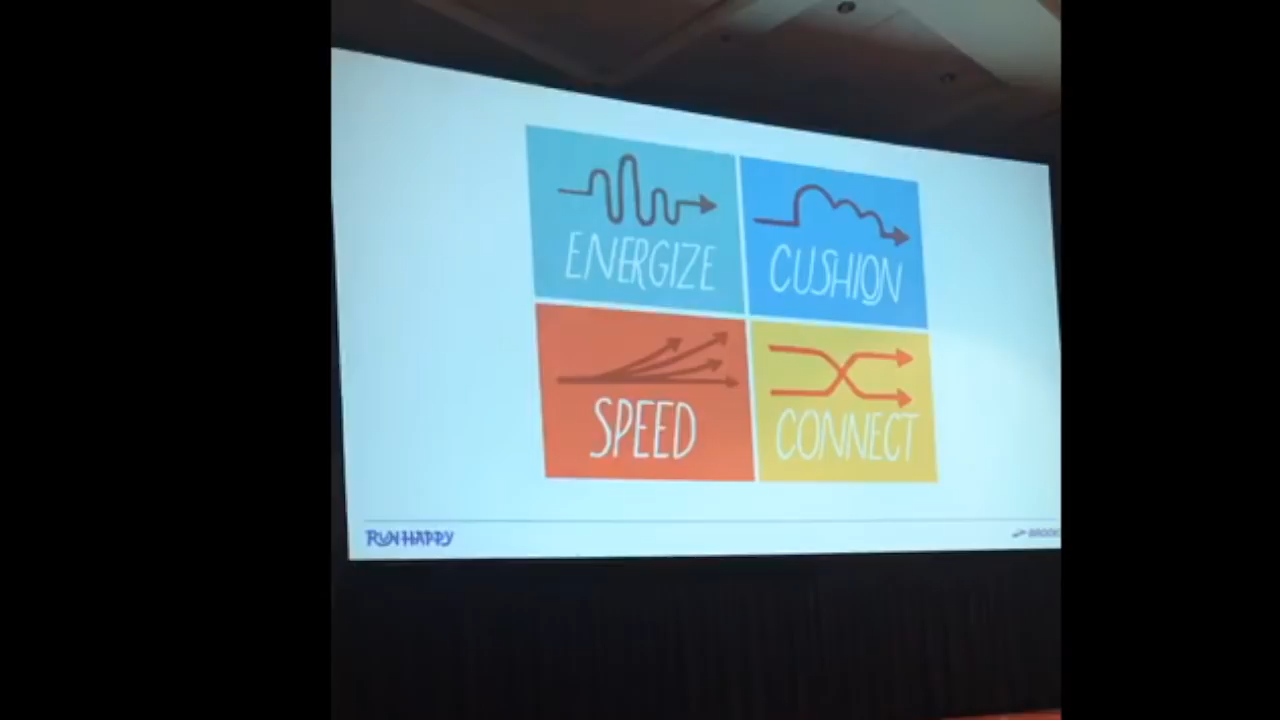 ENERGIZE
CUSHION
SPEED
CONNECT
RUN HAPPY